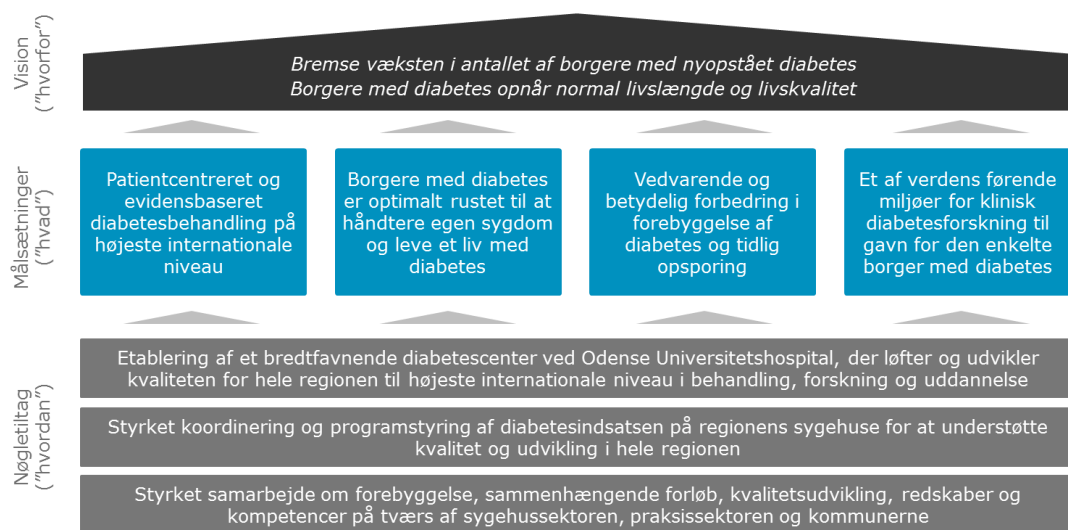 Vision
("hvorfor")
Bremse væksten i antallet af borgere med nyopstået diabetes
Borgere med diabetes opnår normal livslængde og livskvalitet
Målsætninger
("hvad")
Patientcentreret og
evidensbaseret
diabetesbehandling på
højeste internationale
niveau
Borgere med diabetes
er optimalt rustet til at
håndtere egen sygdom
og leve et liv med
diabetes
Vedvarende og
betydelig forbedring i
forebyggelse af
diabetes og tidlig
opsporing
Et af verdens førende
miljøer for klinisk
diabetesforskning til
gavn for den enkelte
borger med diabetes
Nøgletiltag
("hvordan")
Etablering af et bredtfavnende diabetescenter ved Odense Universitetshospital, der løfter og udvikler
kvaliteten for hele regionen til højeste internationale niveau i behandling, forskning og uddannelse
Styrket koordinering og programstyring af diabetesindsatsen på regionens sygehuse for at understøtte
kvalitet og udvikling i hele regionen
Styrket samarbejde om forebyggelse, sammenhængende forløb, kvalitetsudvikling, redskaber og
kompetencer på tværs af sygehussektoren, praksissektoren og kommunerne